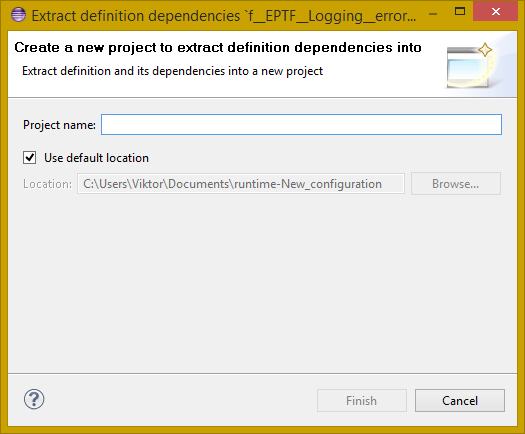 Extract definition dependencies `f__EPTF__Logging__error...
Create a new project to extract definition dependencies into
Extract definition and its dependencies into a new project
Project name:
Use default location
Location: C:\Users\Viktor\Documents\runtime-New_configuration Browse...
? Finish Cancel